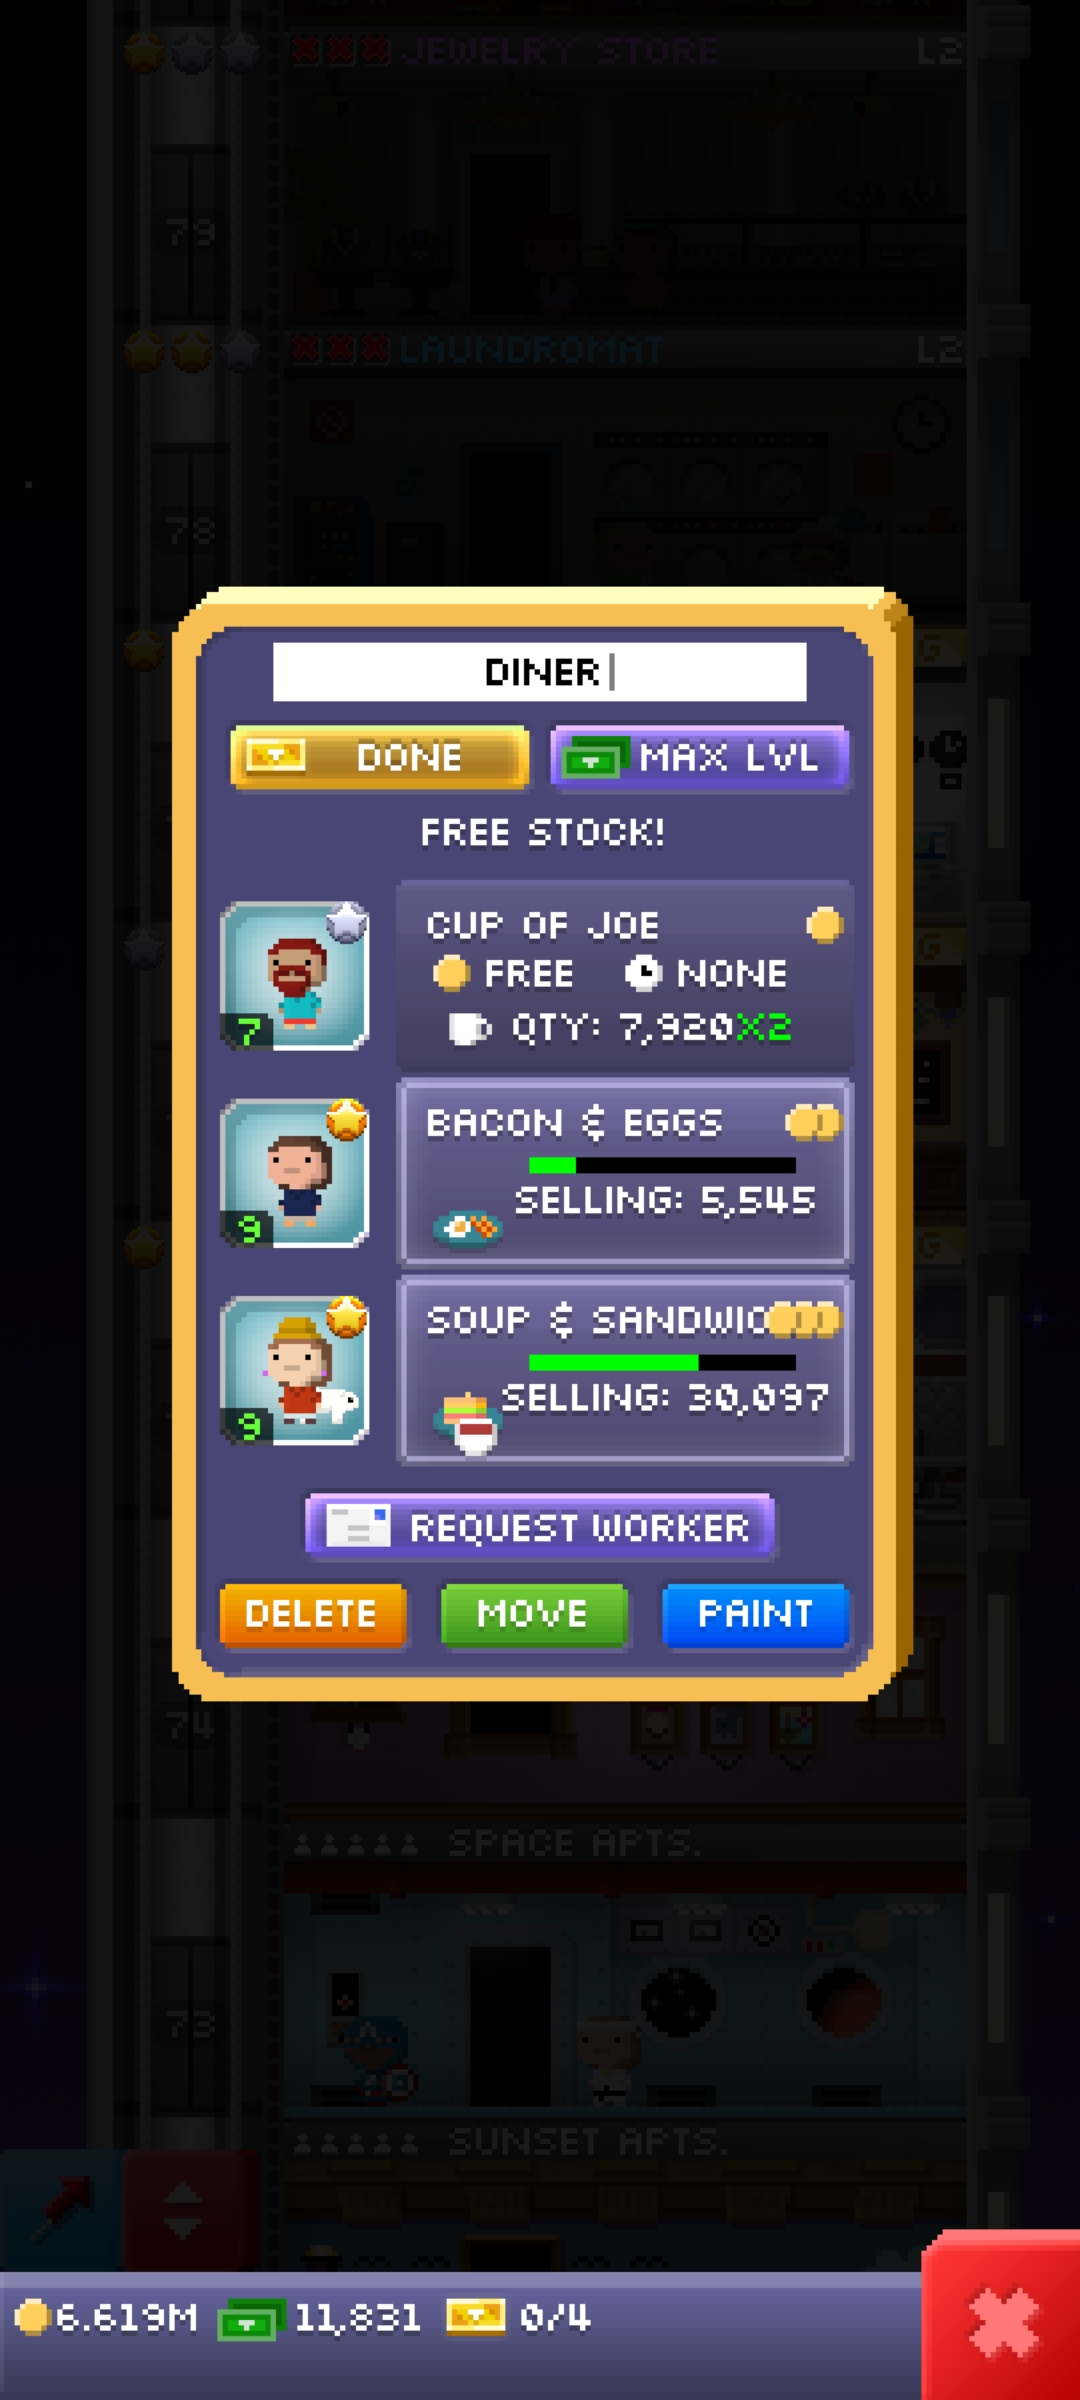 JEWELRY STORE L2
79
LAUNDROMAT L2
78
DINER
DONE MAX LVL
FREE STOCK!
CUP OF JOE
FREE NONE
7 QTY: 7,920X2
BACON & EGGS
SELLING: 5,545
9
SOUP & SANDWIC
SELLING: 30,097
9
REQUEST WORKER
DELETE MOVE PAINT
74
SPACE APTS.
73
SUNSET APTS.
6.619M 11,831 0/4